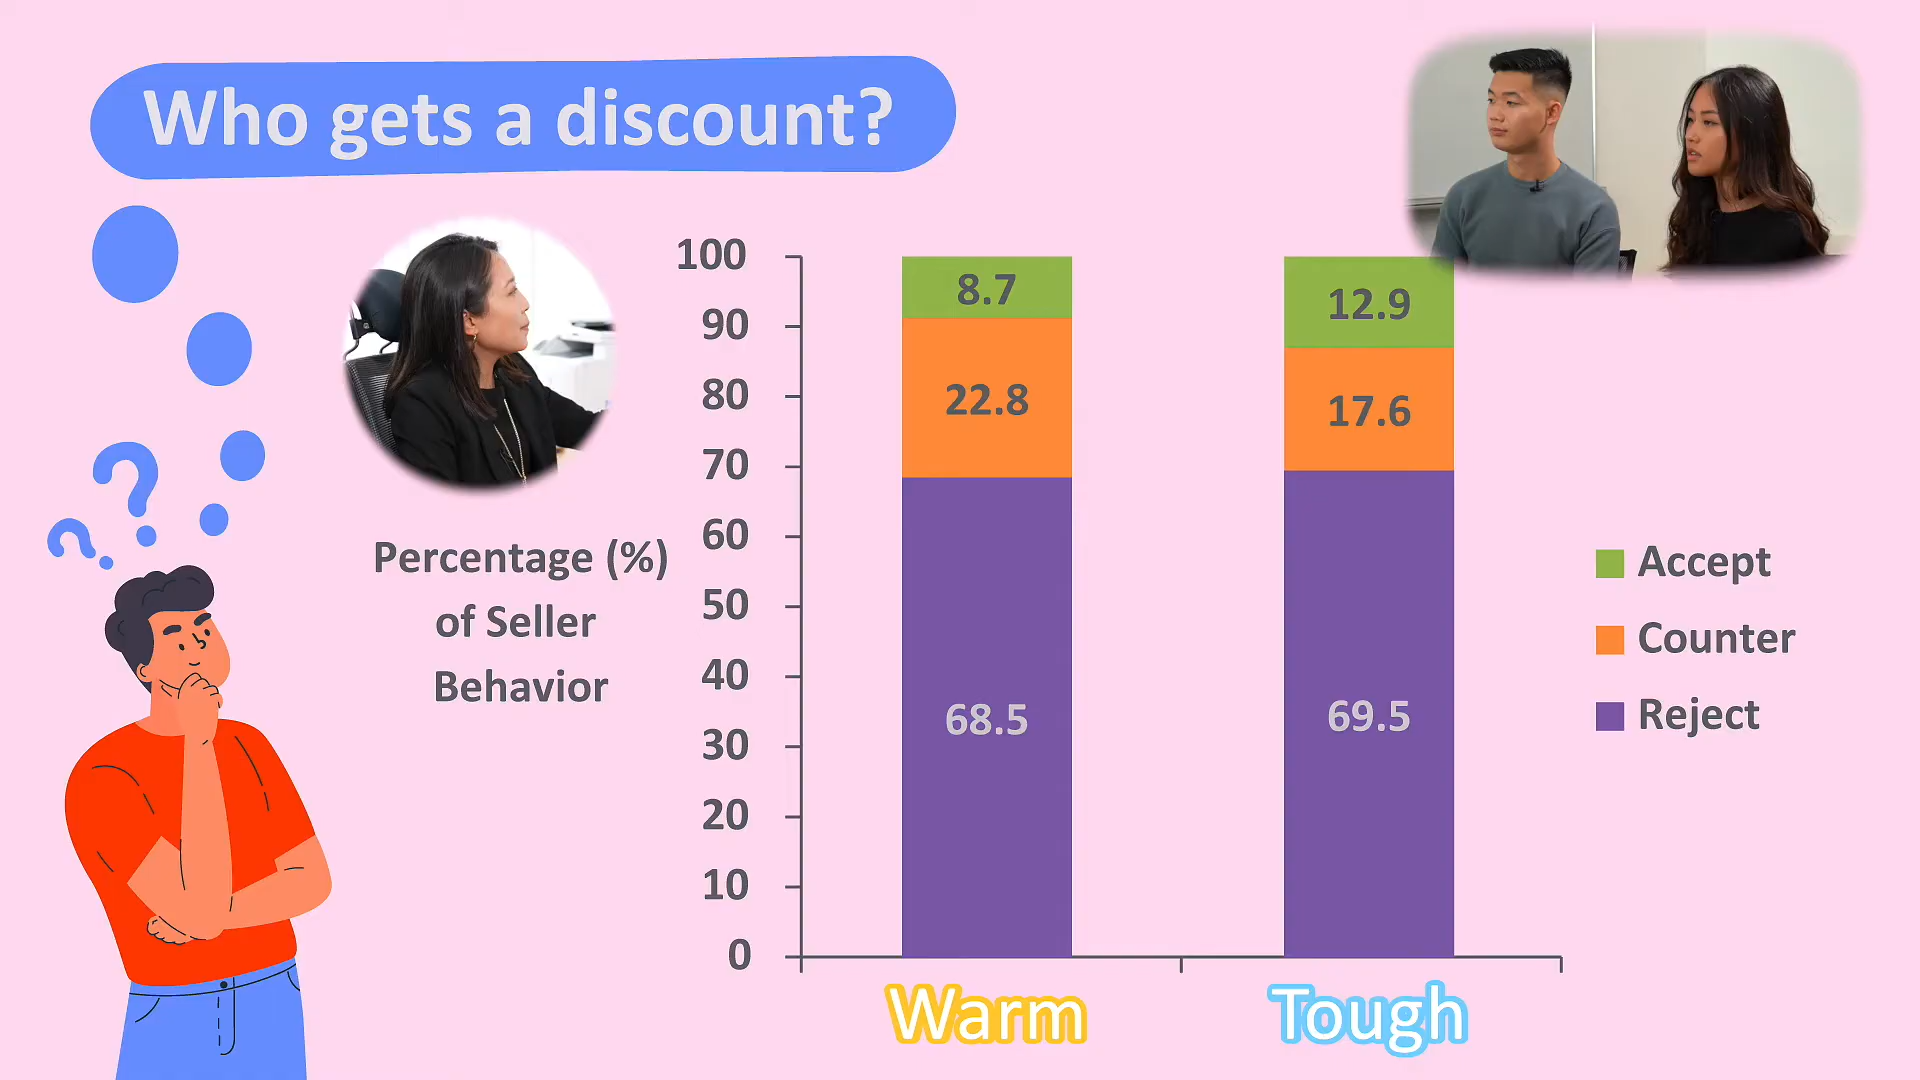 Who gets a discount?
?
?
Percentage (%)
of Seller
Behavior
100
90
80
70
60
50
40
30
20
10
0
8.7
22.8
68.5
12.9
17.6
69.5
Warm
Tough
Accept
Counter
Reject